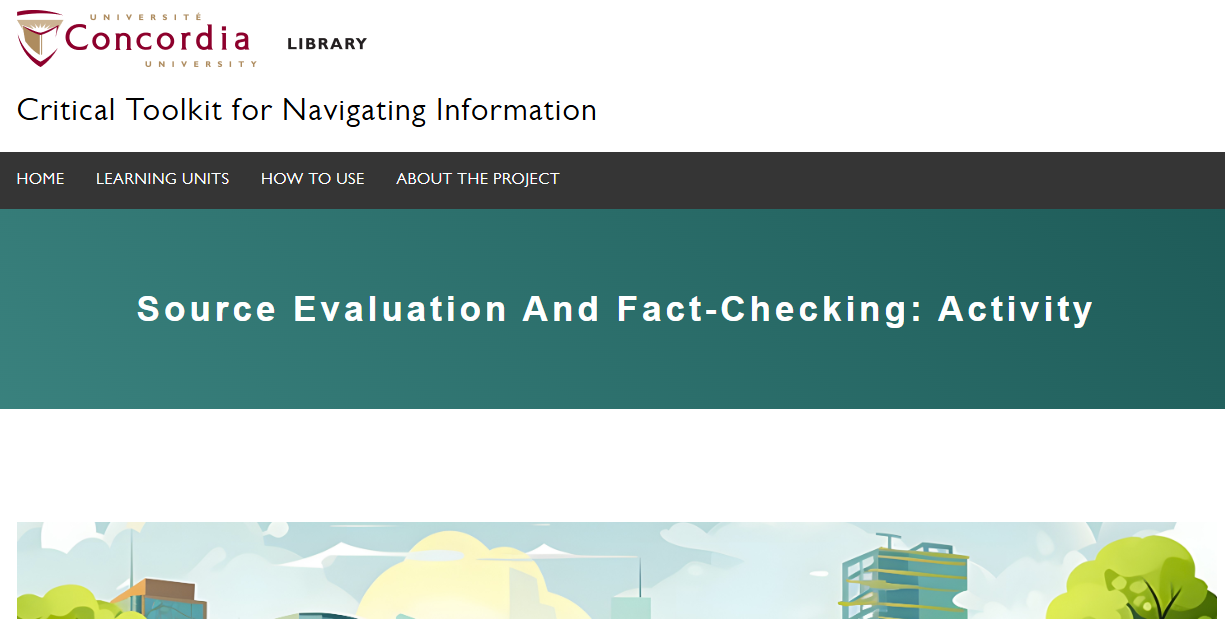 UNIVERSITÉ
Concordia
UNIVERSITY
LIBRARY
Critical Toolkit for Navigating Information
HOME LEARNING UNITS HOW TO USE ABOUT THE PROJECT
Source Evaluation And Fact-Checking: Activity